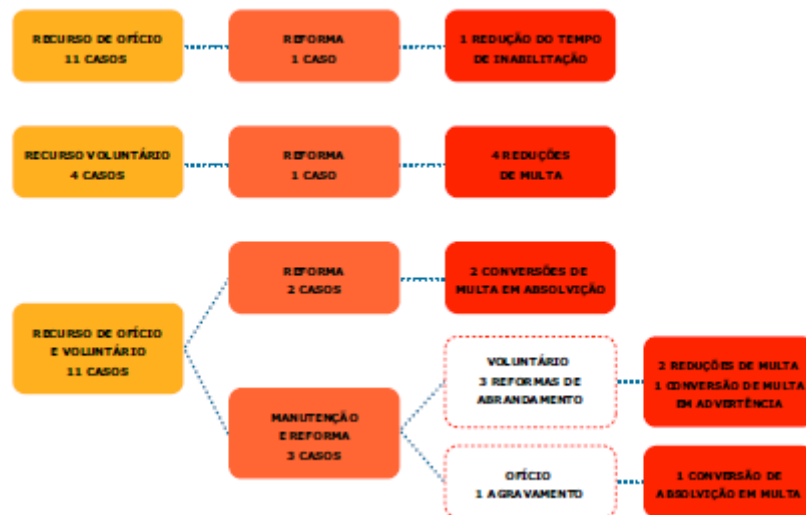 RECURSO DE OFÍCIO
11 CASOS
REFORMA
1 CASO
1 REDUÇÃO DO TEMPO
DE INABILITAÇÃO
RECURSO VOLUNTÁRIO
4 CASOS
REFORMA
1 CASO
4 REDUÇÕES
DE MULTA
RECURSO DE OFÍCIO
E VOLUNTÁRIO
11 CASOS
REFORMA
2 CASOS
2 CONVERSÕES DE
MULTA EM ABSOLVIÇÃO
MANUTENÇÃO
E REFORMA
3 CASOS
VOLUNTÁRIO
3 REFORMAS DE
ABRANDAMENTO
2 REDUÇÕES DE MULTA
1 CONVERSÃO DE MULTA
EM ADVERTÊNCIA
OFÍCIO
1 AGRAVAMENTO
1 CONVERSÃO DE
ABSOLVIÇÃO EM MULTA